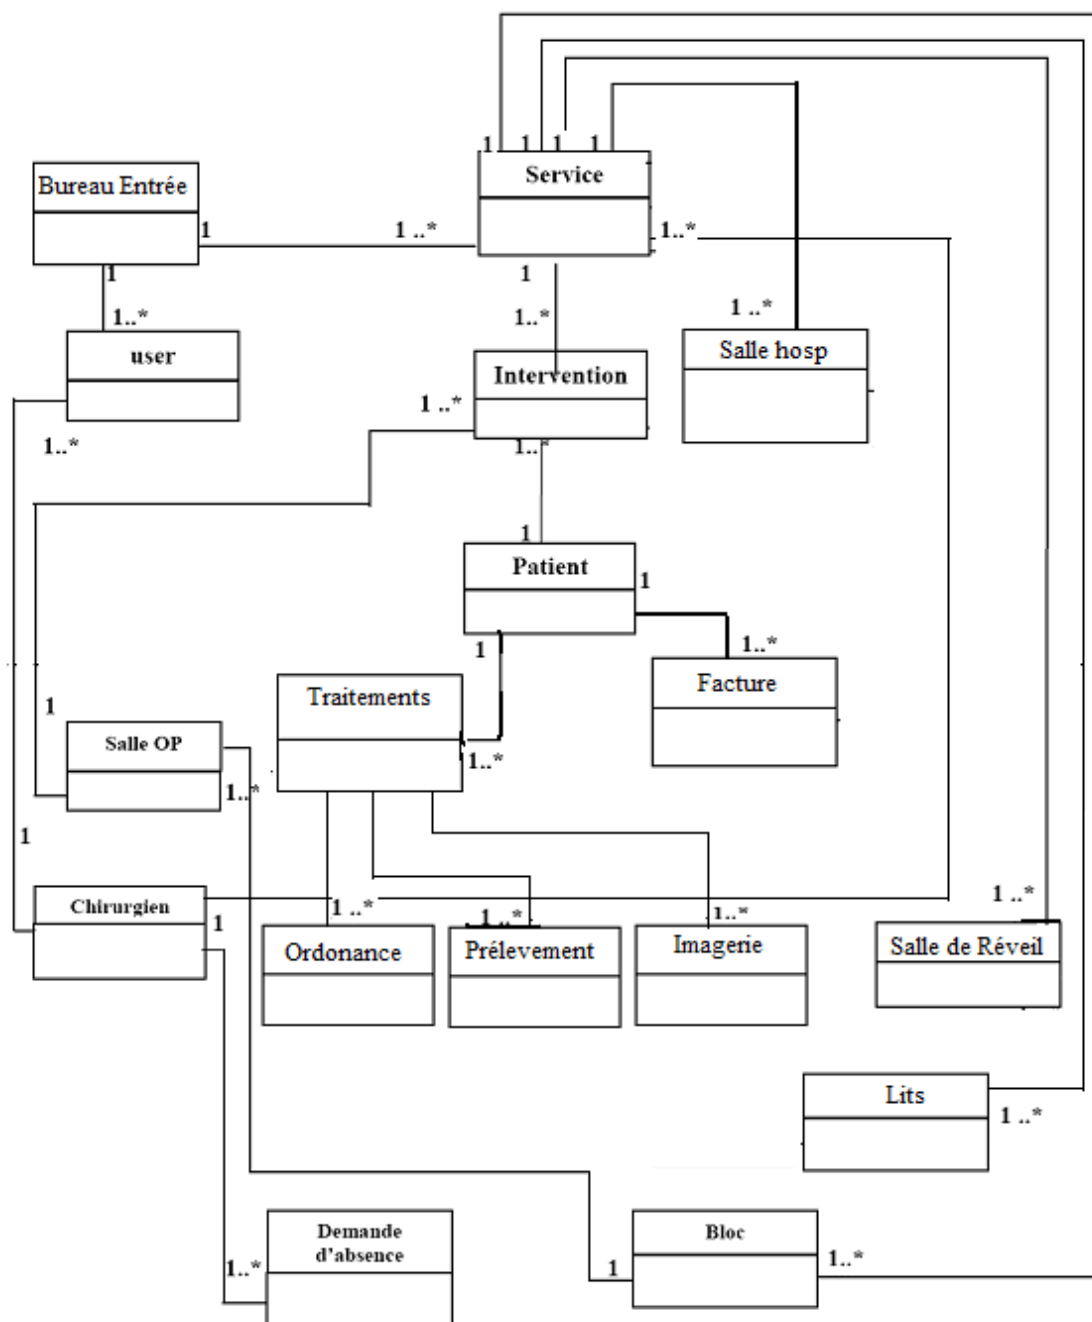 1 1 1 1
Service
Bureau Entrée
1
1 ..*
1..*
1
1
1..*
1 ..*
1..*
user
Salle hosp
Intervention
1 ..*
1..*
1..*
1
Patient
1
1
1..*
Traitements
Facture
1
Salle OP
1..*
1..*
1
Chirurgien
1
1 ..*
1 ..*
1..*
1 ..*
Ordonance
Prélevement
Imagerie
Salle de Réveil
Lits
1 ..*
Demande
d'absence
Bloc
1..*
1
1..*